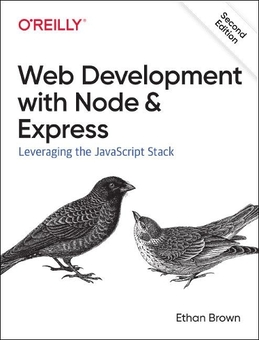 O'REILLY®
Second
Edition
Web Development
with Node &
Express
Leveraging the JavaScript Stack
Ethan Brown